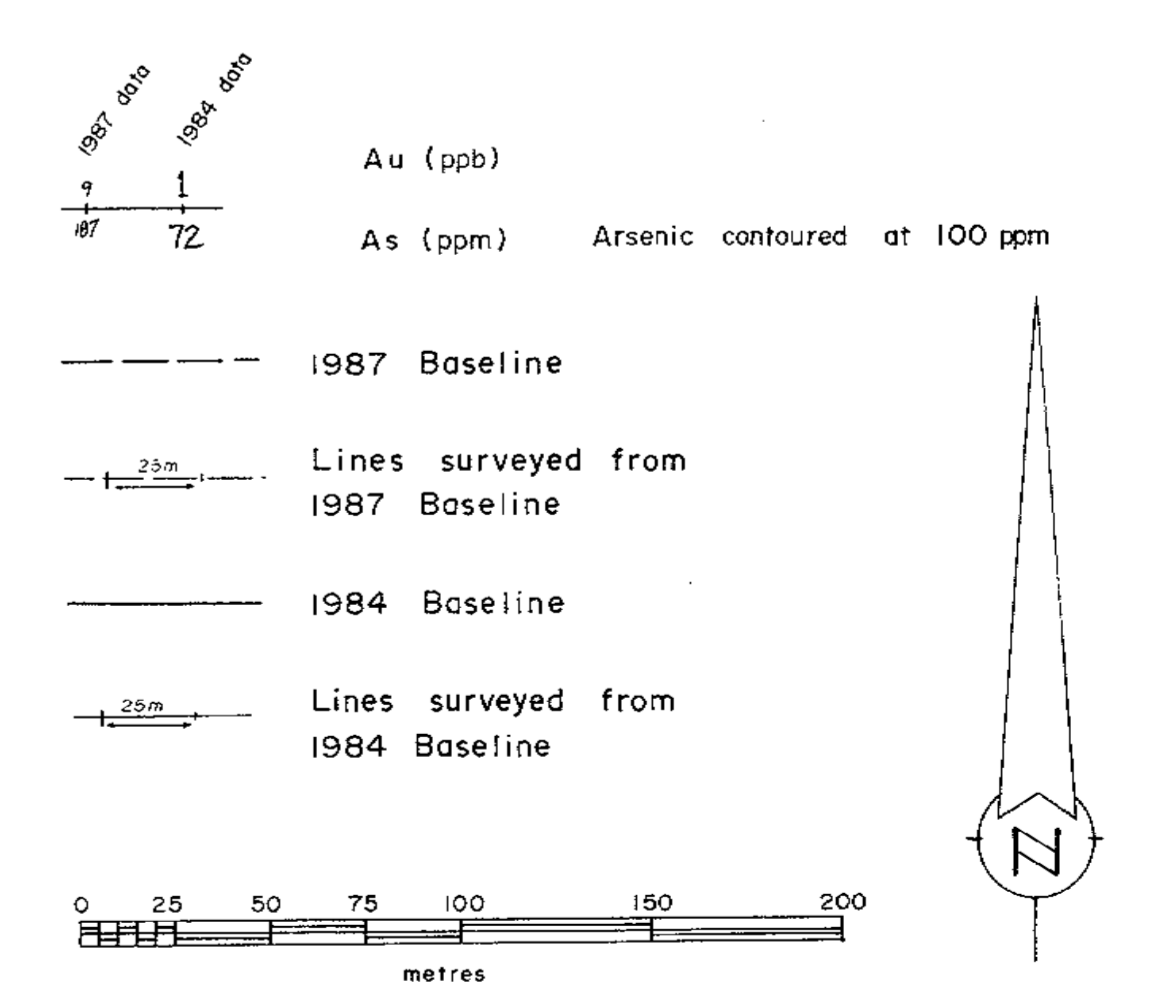 1987 data 1984 data
9 1 Au (ppb)
107 72 As (ppm) Arsenic contoured at 100 ppm
1987 Baseline
25m Lines surveyed from
1987 Baseline
1984 Baseline
25m Lines surveyed from
1984 Baseline
N
0 25 50 75 100 150 200
metres